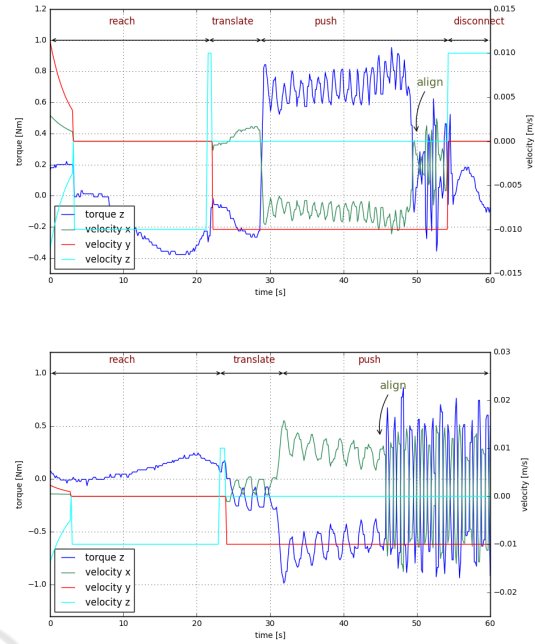 reach translate push disconnect
1.2 0.015
1.0 0.010
0.8
align
0.6 0.005
0.4 0.000
0.2 −0.005
0.0
−0.2 −0.010
−0.4 −0.015
torque [Nm]
velocity [m/s]
torque z
velocity x
velocity y
velocity z
0 10 20 30 40 50 60
time [s]
reach translate push
0.03
1.0 0.02
align
0.5 0.01
0.0 0.00
−0.5 −0.01
−1.0 −0.02
torque [Nm]
velocity [m/s]
torque z
velocity x
velocity y
velocity z
0 10 20 30 40 50 60
time [s]